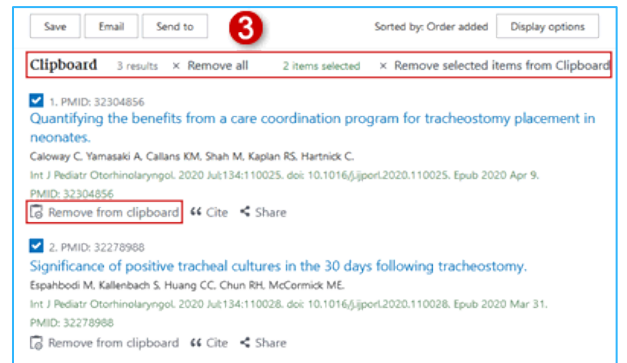 Save Email Send to 3 Sorted by: Order added Display options
Clipboard 3 results × Remove all 2 items selected × Remove selected items from Clipboard
1. PMID: 32304856
Quantifying the benefits from a care coordination program for tracheostomy placement in
neonates.
Caloway C, Yamasaki A, Callans KM, Shah M, Kaplan RS, Hartnick C.
Int J Pediatr Otorhinolaryngol. 2020 Jul;134:110025. doi: 10.1016/j.ijporl.2020.110025. Epub 2020 Apr 9.
PMID: 32304856
Remove from clipboard Cite Share
2. PMID: 32278988
Significance of positive tracheal cultures in the 30 days following tracheostomy.
Espahbodi M, Kallenbach S, Huang CC, Chun RH, McCormick ME.
Int J Pediatr Otorhinolaryngol. 2020 Jul;134:110028. doi: 10.1016/j.ijporl.2020.110028. Epub 2020 Mar 31.
PMID: 32278988
Remove from clipboard Cite Share